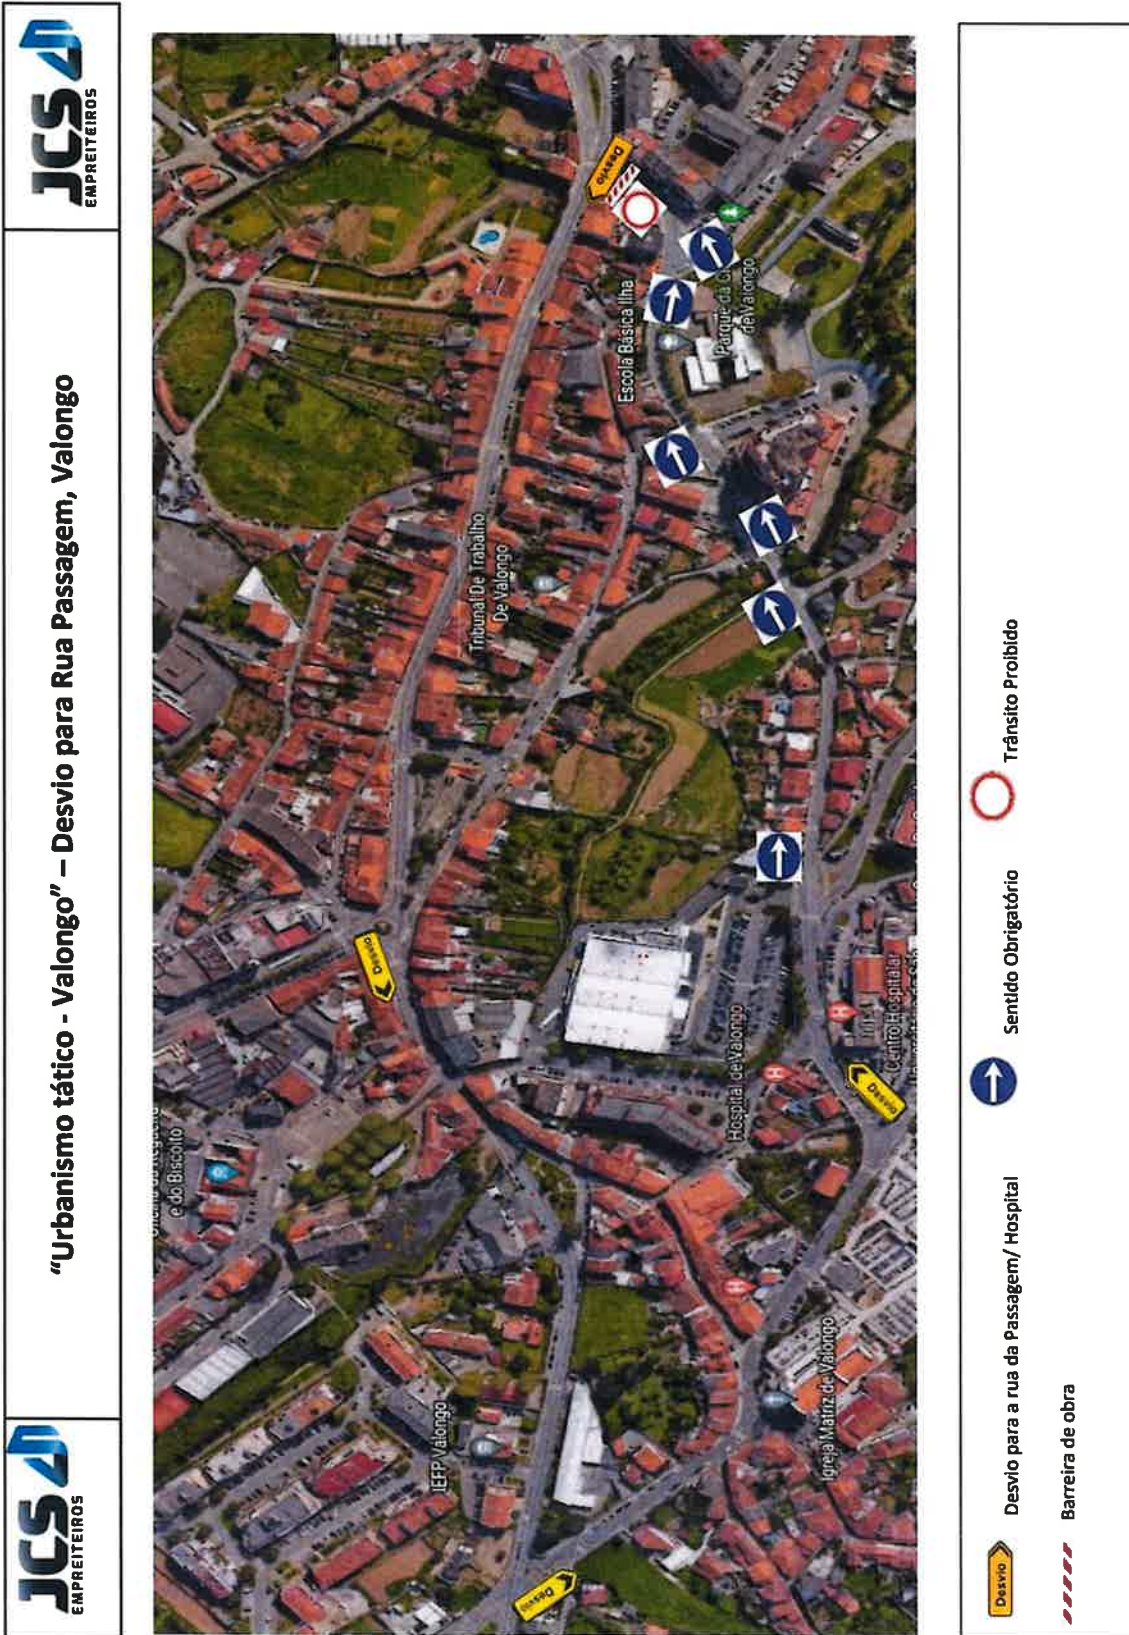 JCS
EMPREITEIROS
"Urbanismo tático - Valongo" – Desvio para Rua Passagem, Valongo
JCS
EMPREITEIROS
e do Biscoito
IEFP Valongo
Igreja Matriz de Valongo
Hospital de Valongo
Centro Hospitalar
Tribunal De Trabalho
De Valongo
Escola Básica Ilha
Parque da
de Valongo
Desvio
Desvio
Desvio
Desvio
Desvio
Desvio para a rua da Passagem/ Hospital
Sentido Obrigatório
Trânsito Proibido
Barreira de obra